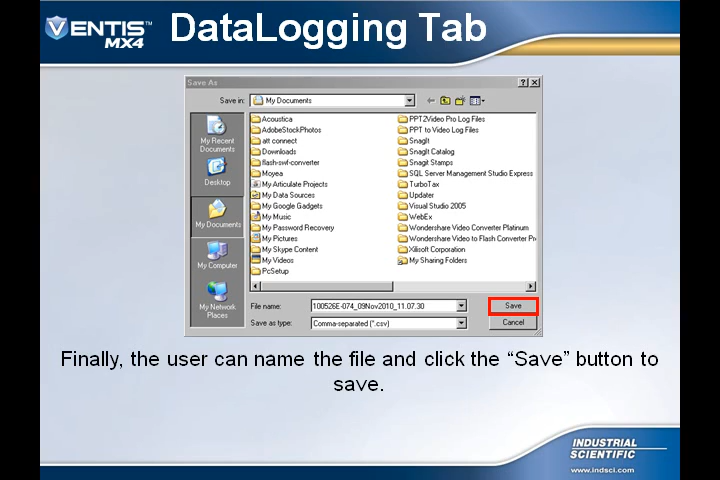 VENTIS™ MX4
DataLogging Tab
Save As
Save in: My Documents
My Recent Documents
Desktop
My Documents
My Computer
My Network Places
Acoustica
AdobeStockPhotos
att connect
Downloads
flash-swf-converter
Moyea
My Articulate Projects
My Data Sources
My Google Gadgets
My Music
My Password Recovery
My Pictures
My Skype Content
My Videos
PcSetup
PPT2Video Pro Log Files
PPT to Video Log Files
SnagIt
SnagIt Catalog
Snagit Stamps
SQL Server Management Studio Express
TurboTax
Updater
Visual Studio 2005
WebEx
Wondershare Video Converter Platinum
Wondershare Video to Flash Converter Pr
Xilisoft Corporation
My Sharing Folders
File name: 100526E-074_09Nov2010_11.07.30 Save
Save as type: Comma-separated (*.csv) Cancel
Finally, the user can name the file and click the “Save” button to
save.
INDUSTRIAL
SCIENTIFIC
www.indsci.com